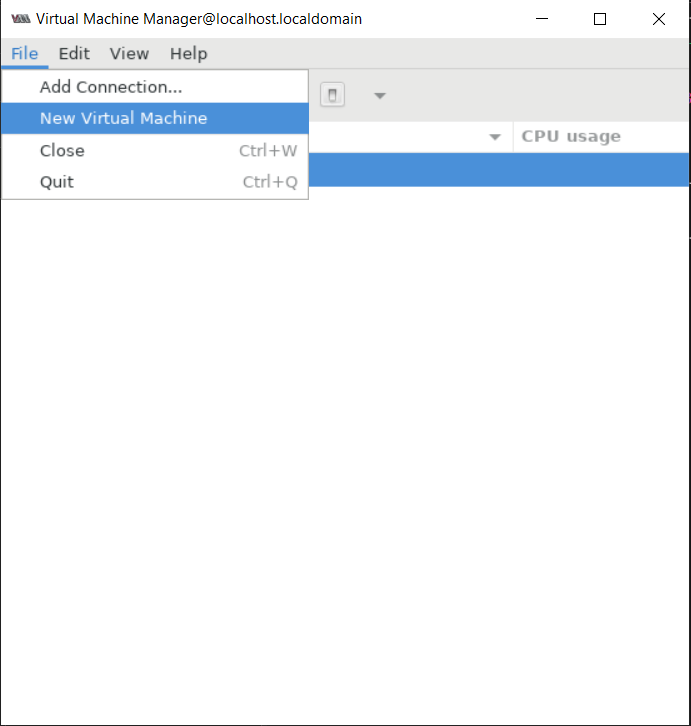 Virtual Machine Manager@localhost.localdomain
File Edit View Help
Add Connection...
New Virtual Machine
CPU usage
Close Ctrl+W
Quit Ctrl+Q